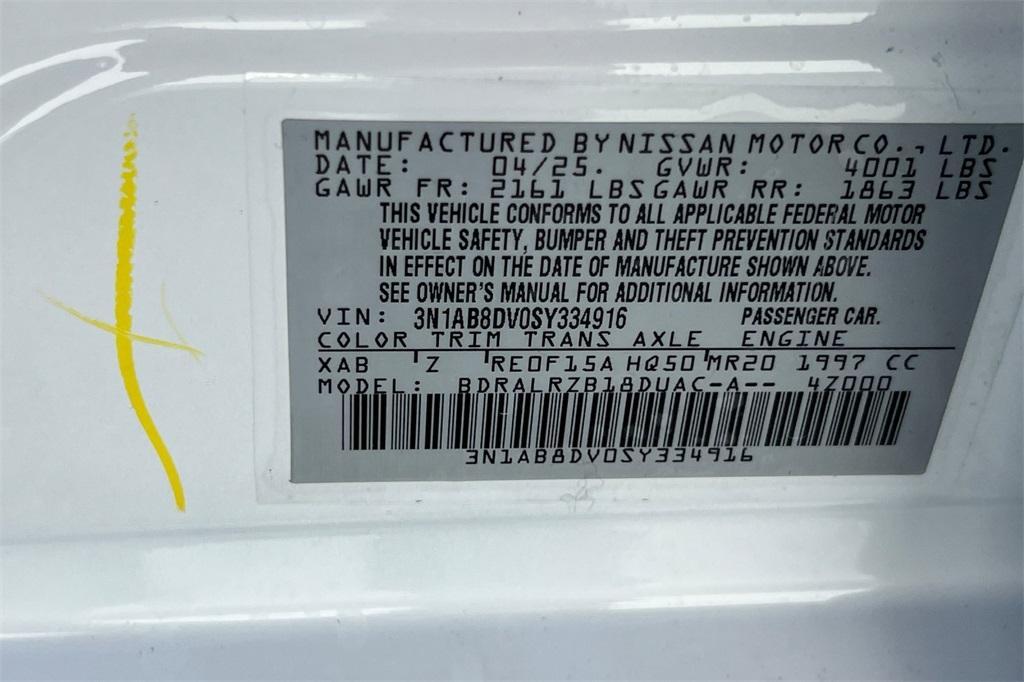 MANUFACTURED BY NISSAN MOTOR CO., LTD.
DATE: 04/25. GVWR: 4001 LBS
GAWR FR: 2161 LBS GAWR RR: 1863 LBS
THIS VEHICLE CONFORMS TO ALL APPLICABLE FEDERAL MOTOR
VEHICLE SAFETY, BUMPER AND THEFT PREVENTION STANDARDS
IN EFFECT ON THE DATE OF MANUFACTURE SHOWN ABOVE.
SEE OWNER'S MANUAL FOR ADDITIONAL INFORMATION.
VIN: 3N1AB8DV0SY334916 PASSENGER CAR.
COLOR TRIM TRANS AXLE ENGINE
XAB Z RE0F15A HQ50 MR20 1997 CC
MODEL: BDRALRZB18DUAC-A-- 4Z000
3N1AB8DV0SY334916